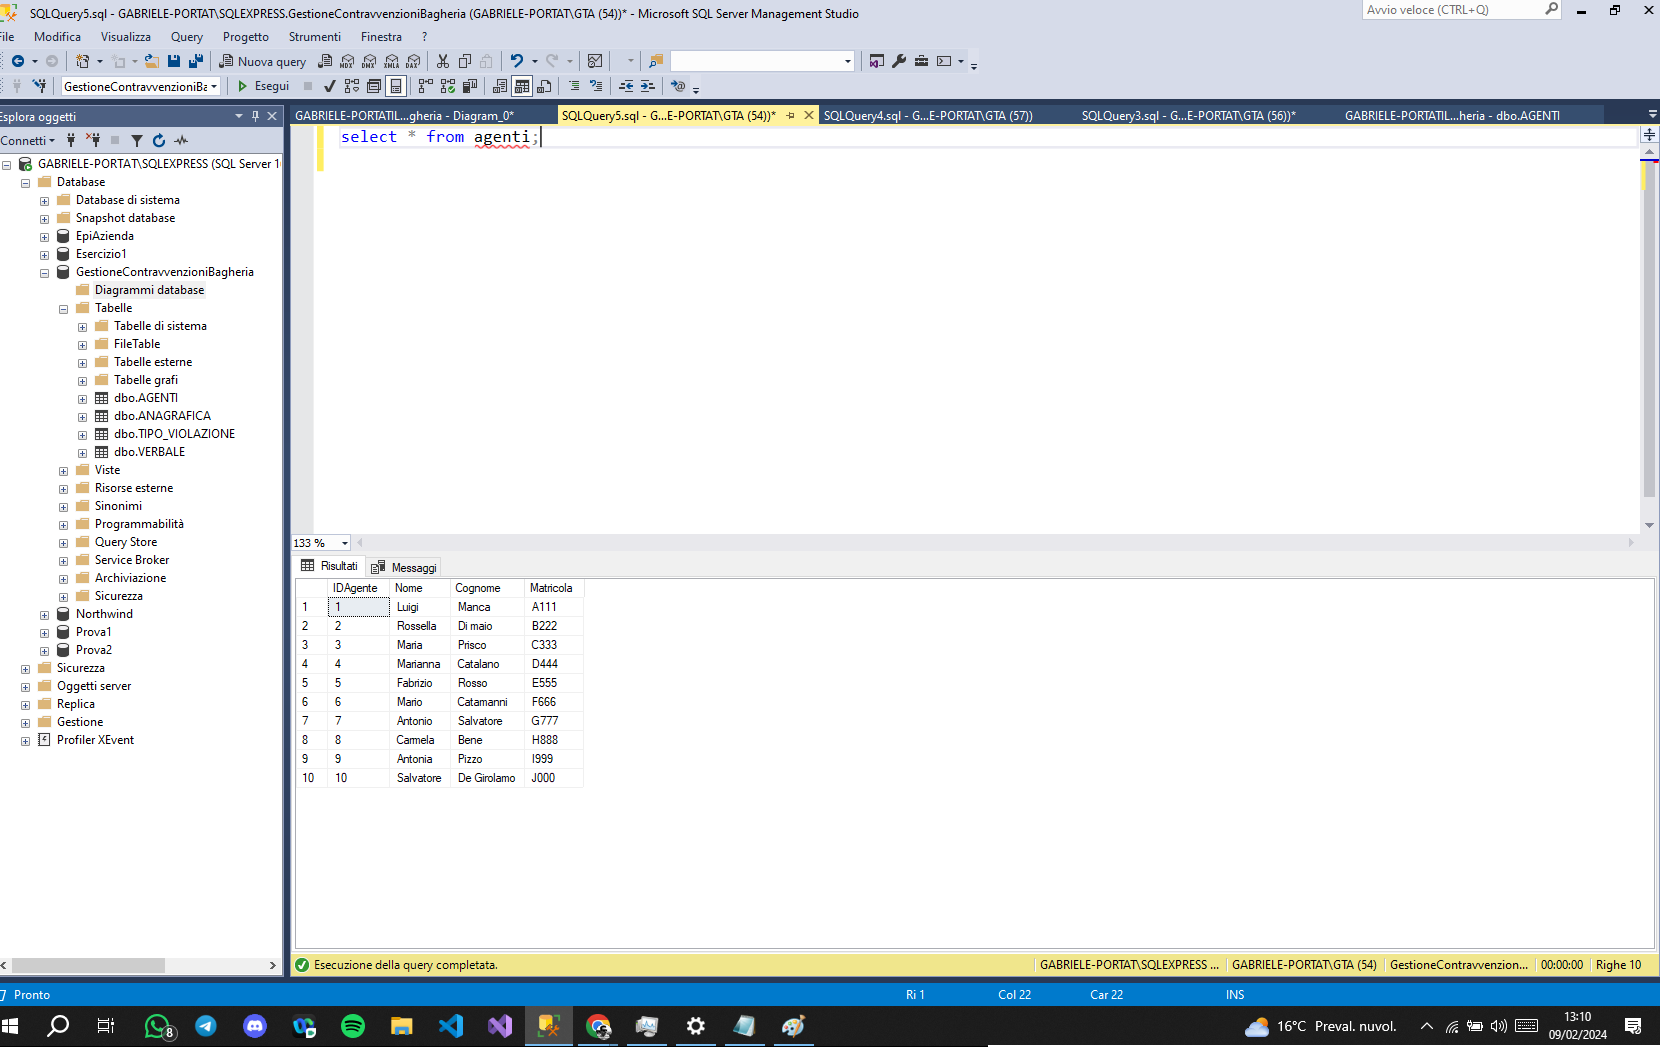 SQLQuery5.sql - GABRIELE-PORTAT\SQLEXPRESS.GestioneContravvenzioniBagheria (GABRIELE-PORTAT\GTA (54))* - Microsoft SQL Server Management Studio
Avvio veloce (CTRL+Q)
File Modifica Visualizza Query Progetto Strumenti Finestra ?
Nuova query MDX DMX XMLA DAX
GestioneContravvenzioniBa Esegui
Esplora oggetti
GABRIELE-PORTATIL...gheria - Diagram_0* SQLQuery5.sql - G...E-PORTAT\GTA (54))* SQLQuery4.sql - G...E-PORTAT\GTA (57)) SQLQuery3.sql - G...E-PORTAT\GTA (56))* GABRIELE-PORTATIL...heria - dbo.AGENTI
Connetti
select * from agenti;
GABRIELE-PORTAT\SQLEXPRESS (SQL Server 1
Database
Database di sistema
Snapshot database
EpiAzienda
Esercizio1
GestioneContravvenzioniBagheria
Diagrammi database
Tabelle
Tabelle di sistema
FileTable
Tabelle esterne
Tabelle grafi
dbo.AGENTI
dbo.ANAGRAFICA
dbo.TIPO_VIOLAZIONE
dbo.VERBALE
Viste
Risorse esterne
Sinonimi
Programmabilità
Query Store
Service Broker
Archiviazione
Sicurezza
Northwind
Prova1
Prova2
Sicurezza
Oggetti server
Replica
Gestione
Profiler XEvent
133 %
Risultati Messaggi
IDAgente Nome Cognome Matricola
1 1 Luigi Manca A111
2 2 Rossella Di maio B222
3 3 Maria Prisco C333
4 4 Marianna Catalano D444
5 5 Fabrizio Rosso E555
6 6 Mario Catamanni F666
7 7 Antonio Salvatore G777
8 8 Carmela Bene H888
9 9 Antonia Pizzo I999
10 10 Salvatore De Girolamo J000
Esecuzione della query completata. GABRIELE-PORTAT\SQLEXPRESS ... GABRIELE-PORTAT\GTA (54) GestioneContravvenzion... 00:00:00 Righe 10
Pronto Ri 1 Col 22 Car 22 INS
8 16°C Preval. nuvol. 13:10
09/02/2024